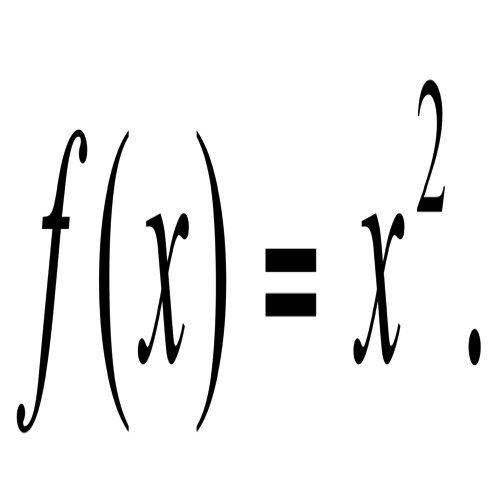 f(x) = x².